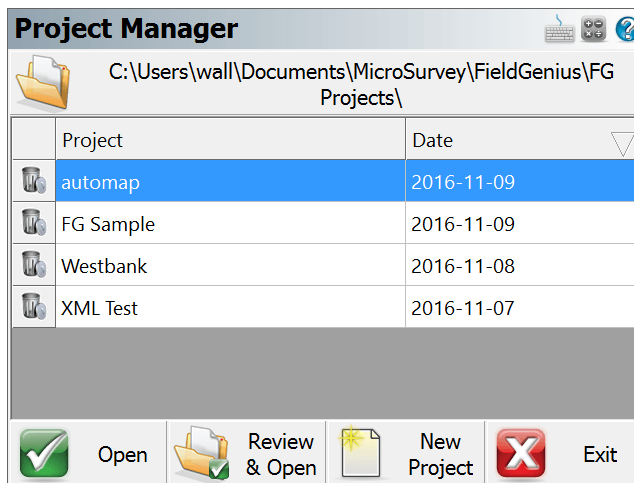 Project Manager
C:\Users\wall\Documents\MicroSurvey\FieldGenius\FG
Projects\
Project Date
automap 2016-11-09
FG Sample 2016-11-09
Westbank 2016-11-08
XML Test 2016-11-07
Open
Review
& Open
New
Project
Exit